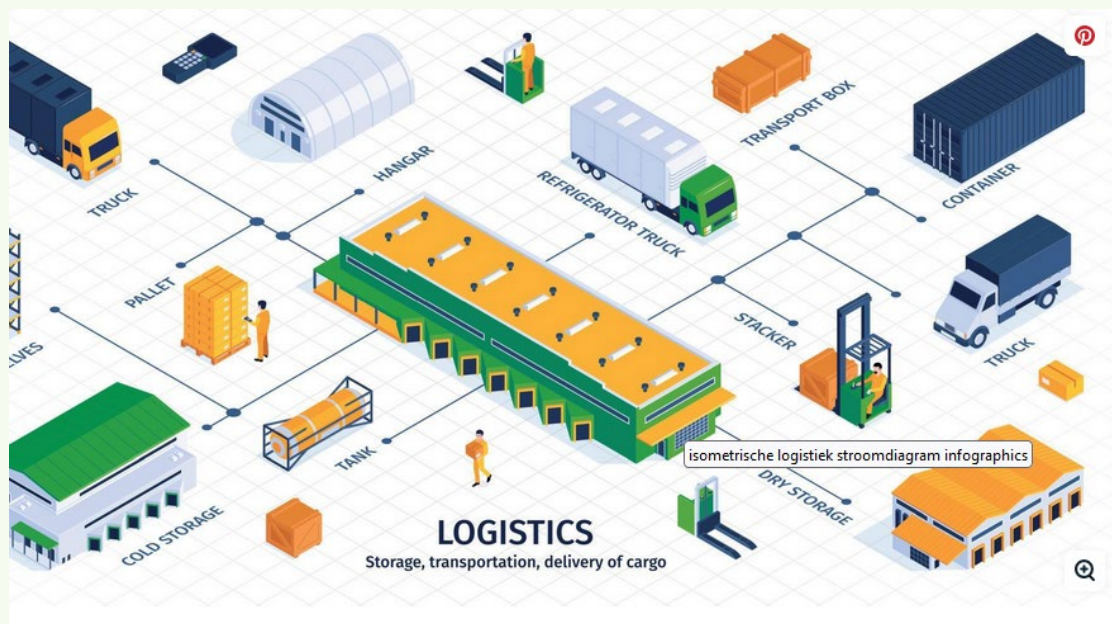 TRANSPORT BOX
HANGAR
CONTAINER
TRUCK
REFRIGERATOR TRUCK
PALLET
STACKER
TRUCK
ELVES
TANK
isometrische logistiek stroomdiagram infographics
DRY STORAGE
COLD STORAGE
LOGISTICS
Storage, transportation, delivery of cargo